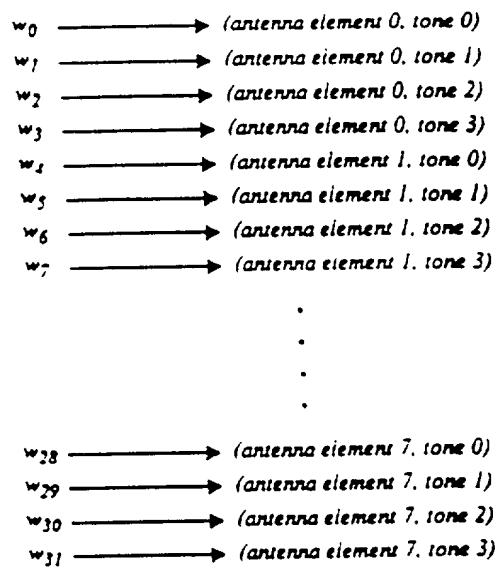 w0 → (antenna element 0, tone 0)
w1 → (antenna element 0, tone 1)
w2 → (antenna element 0, tone 2)
w3 → (antenna element 0, tone 3)
w4 → (antenna element 1, tone 0)
w5 → (antenna element 1, tone 1)
w6 → (antenna element 1, tone 2)
w7 → (antenna element 1, tone 3)
w28 → (antenna element 7, tone 0)
w29 → (antenna element 7, tone 1)
w30 → (antenna element 7, tone 2)
w31 → (antenna element 7, tone 3)